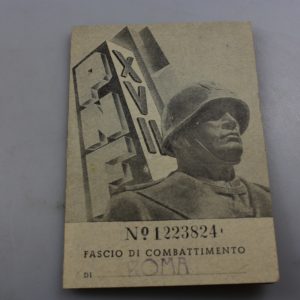 PNF
XVII
Nº 1223824
FASCIO DI COMBATTIMENTO
DI ROMA